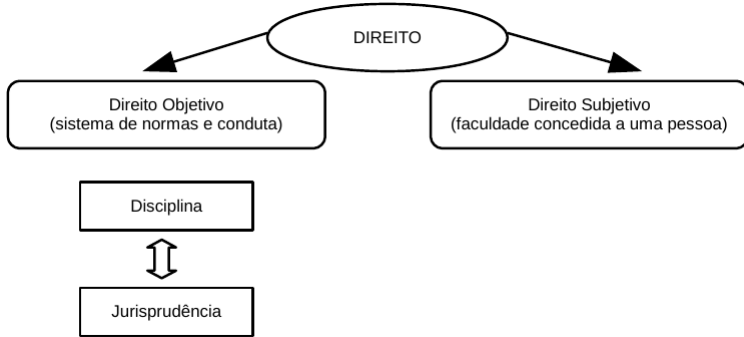 DIREITO
Direito Objetivo
(sistema de normas e conduta)
Direito Subjetivo
(faculdade concedida a uma pessoa)
Disciplina
Jurisprudência